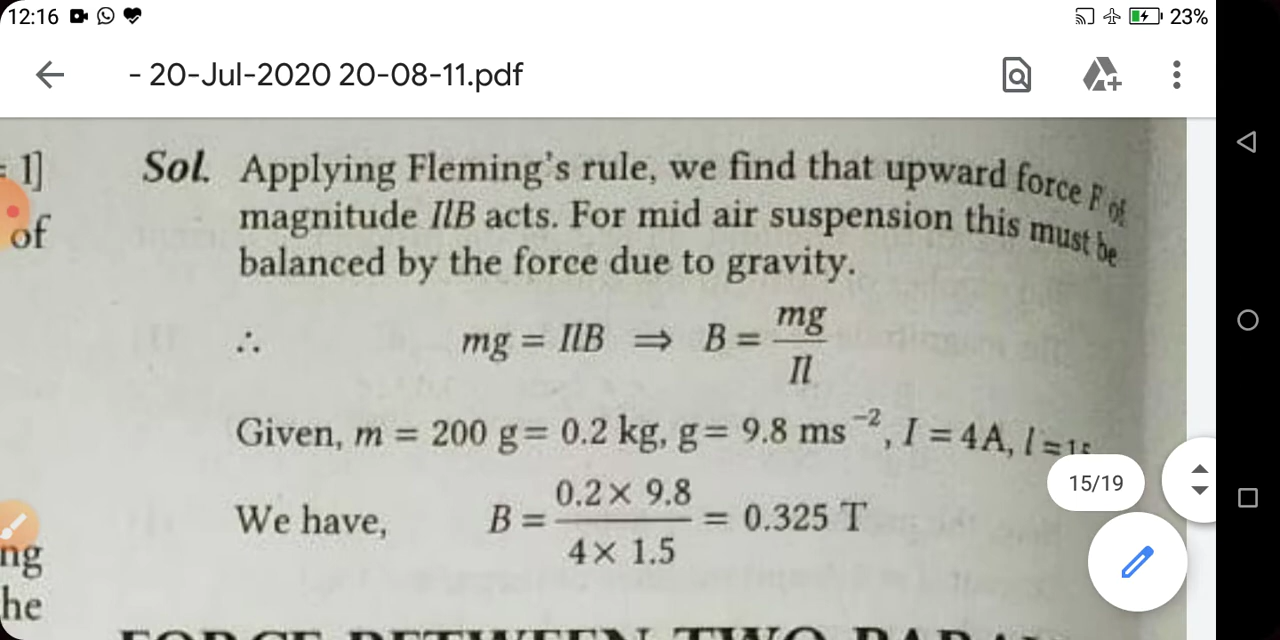 12:16 23%
- 20-Jul-2020 20-08-11.pdf
= 1]
of
Sol. Applying Fleming's rule, we find that upward force F of
magnitude IlB acts. For mid air suspension this must be
balanced by the force due to gravity.
∴ mg = IlB ⇒ B = mg / Il
Given, m = 200 g = 0.2 kg, g = 9.8 ms⁻², I = 4A, l =
We have, B = 0.2 × 9.8 / 4 × 1.5 = 0.325 T
15/19
ng
he
FORCE BETWEEN TWO